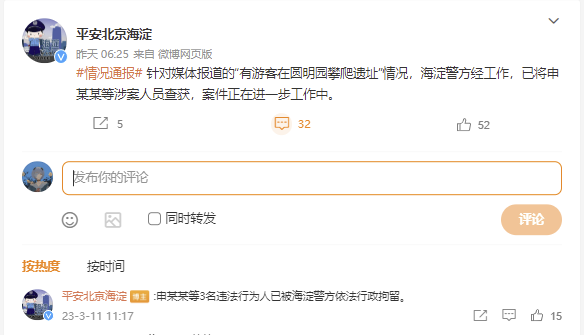 平安北京海淀
昨天 06:25 来自 微博网页版
#情况通报# 针对媒体报道的“有游客在圆明园攀爬遗址”情况，海淀警方经工作，已将申
某某等涉案人员查获，案件正在进一步工作中。
5
32
52
发布你的评论
同时转发
评论
按热度 按时间
平安北京海淀 博主 :申某某等3名违法行为人已被海淀警方依法行政拘留。
23-3-11 11:17
15